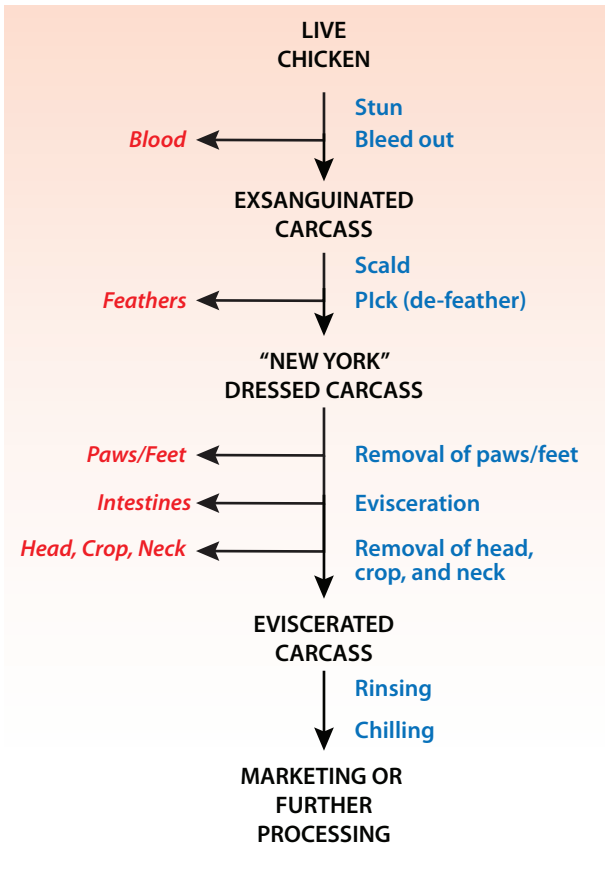 LIVE
CHICKEN
Stun
Blood
Bleed out
EXSANGUINATED
CARCASS
Scald
Feathers
PIck (de-feather)
“NEW YORK”
DRESSED CARCASS
Paws/Feet
Removal of paws/feet
Intestines
Evisceration
Head, Crop, Neck
Removal of head,
crop, and neck
EVISCERATED
CARCASS
Rinsing
Chilling
MARKETING OR
FURTHER
PROCESSING